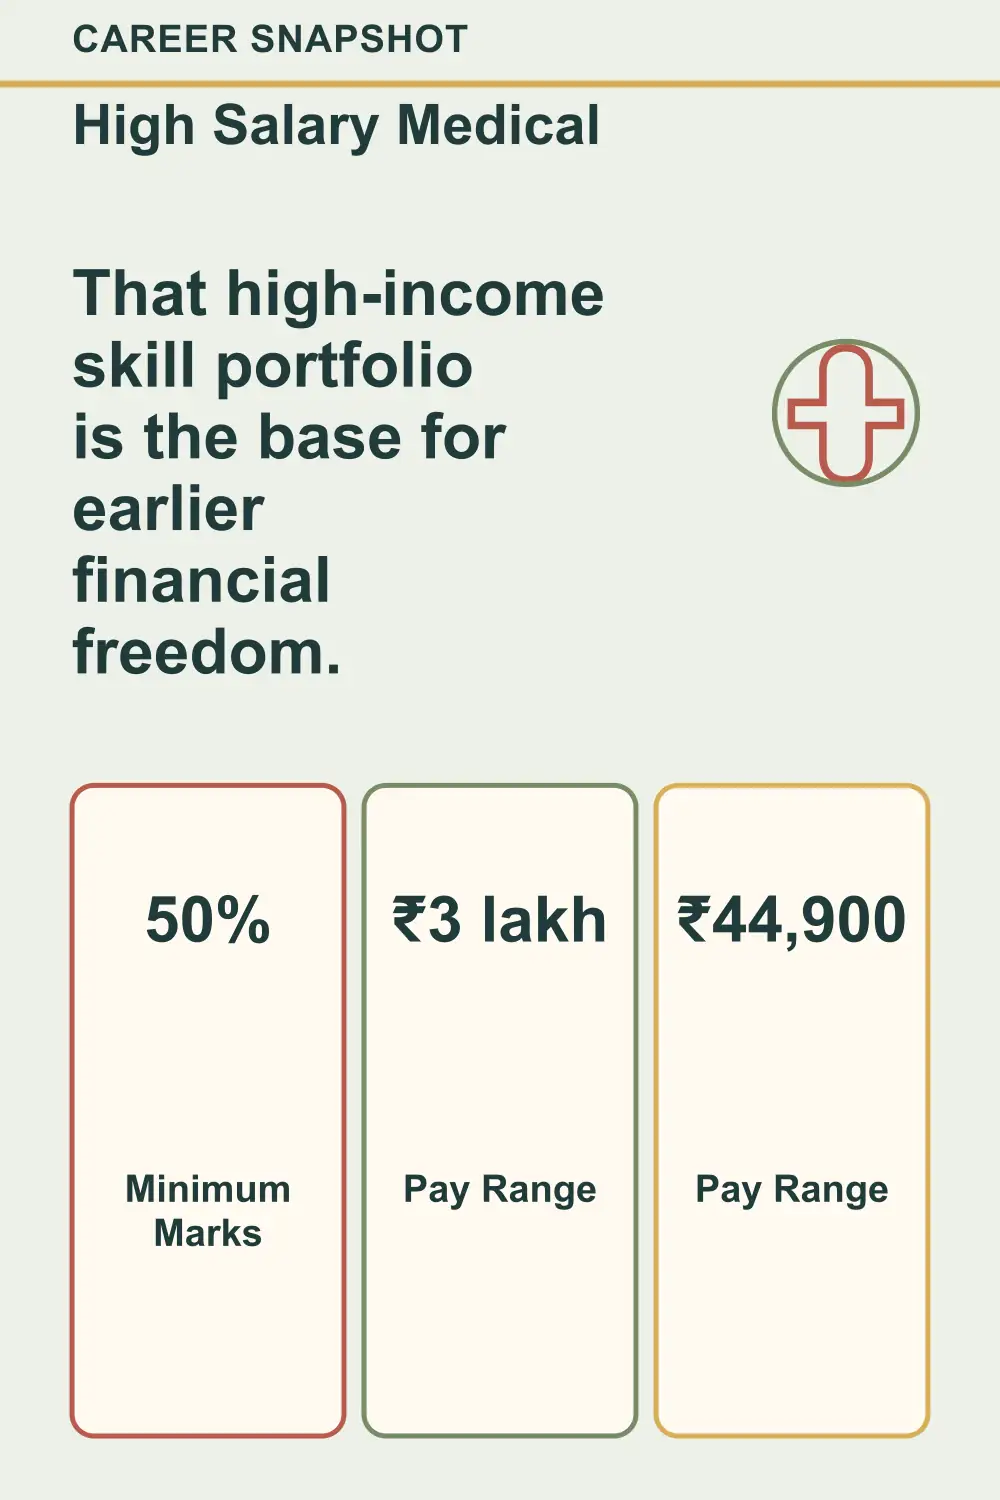 CAREER SNAPSHOT
High Salary Medical
That high-income
skill portfolio
is the base for
earlier
financial
freedom.
50%
₹3 lakh
₹44,900
Minimum
Marks
Pay Range
Pay Range